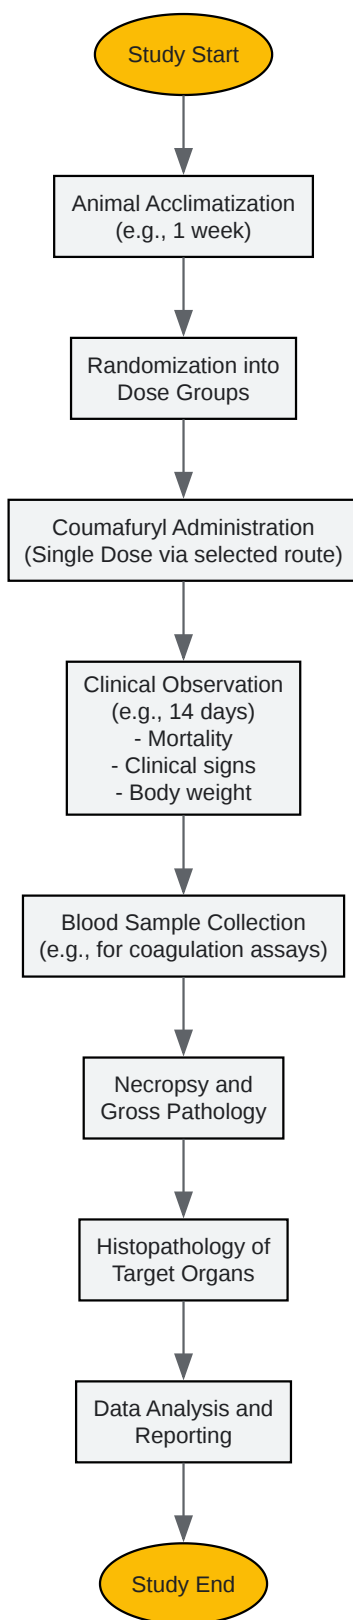 Study Start
Animal Acclimatization
(e.g., 1 week)
Randomization into
Dose Groups
Coumafuryl Administration
(Single Dose via selected route)
Clinical Observation
(e.g., 14 days)
- Mortality
- Clinical signs
- Body weight
Blood Sample Collection
(e.g., for coagulation assays)
Necropsy and
Gross Pathology
Histopathology of
Target Organs
Data Analysis and
Reporting
Study End